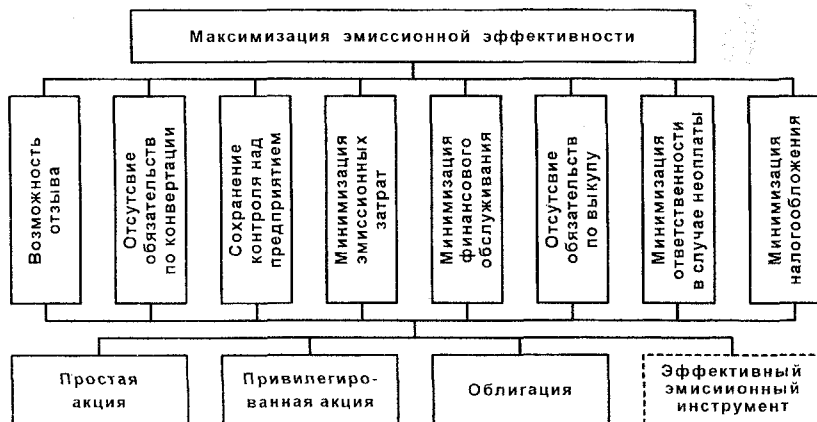 Максимизация эмиссионной эффективности
Возможность
отзыва
Отсутсвие
обязательств
по конвертации
Сохранение
контроля над
предприятием
Минимизация
эмиссионных
затрат
Минимизация
финансового
обслуживания
Отсутсвие
обязательств
по выкупу
Минимизация
ответственности
в случае неоплаты
Минимизация
налогообложения
Простая
акция
Привилегиро-
ванная акция
Облигация
Эффективный
эмисиионный
инструмент